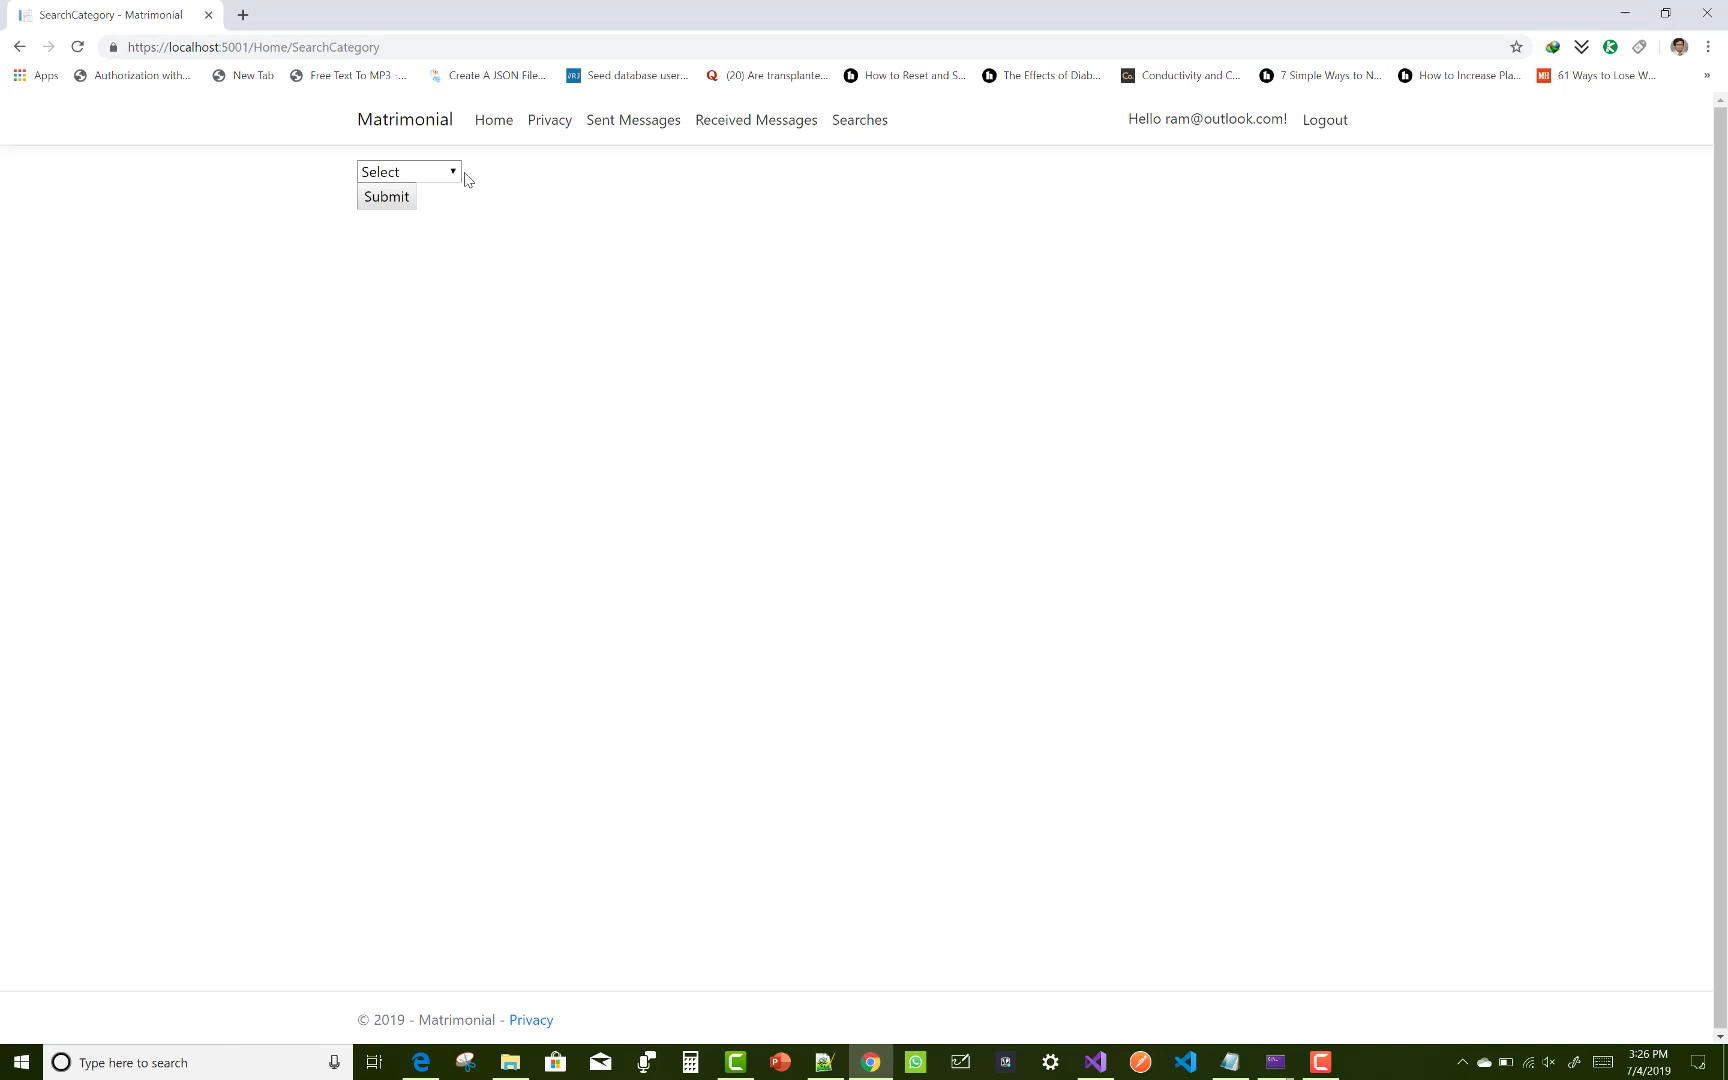 SearchCategory - Matrimonial
https://localhost:5001/Home/SearchCategory
Apps Authorization with... New Tab Free Text To MP3 -... Create A JSON File... Seed database user... (20) Are transplante... How to Reset and S... The Effects of Diab... Conductivity and C... 7 Simple Ways to N... How to Increase Pla... 61 Ways to Lose W... »
Matrimonial Home Privacy Sent Messages Received Messages Searches Hello ram@outlook.com! Logout
Select
Submit
© 2019 - Matrimonial - Privacy
Type here to search
3:26 PM
7/4/2019